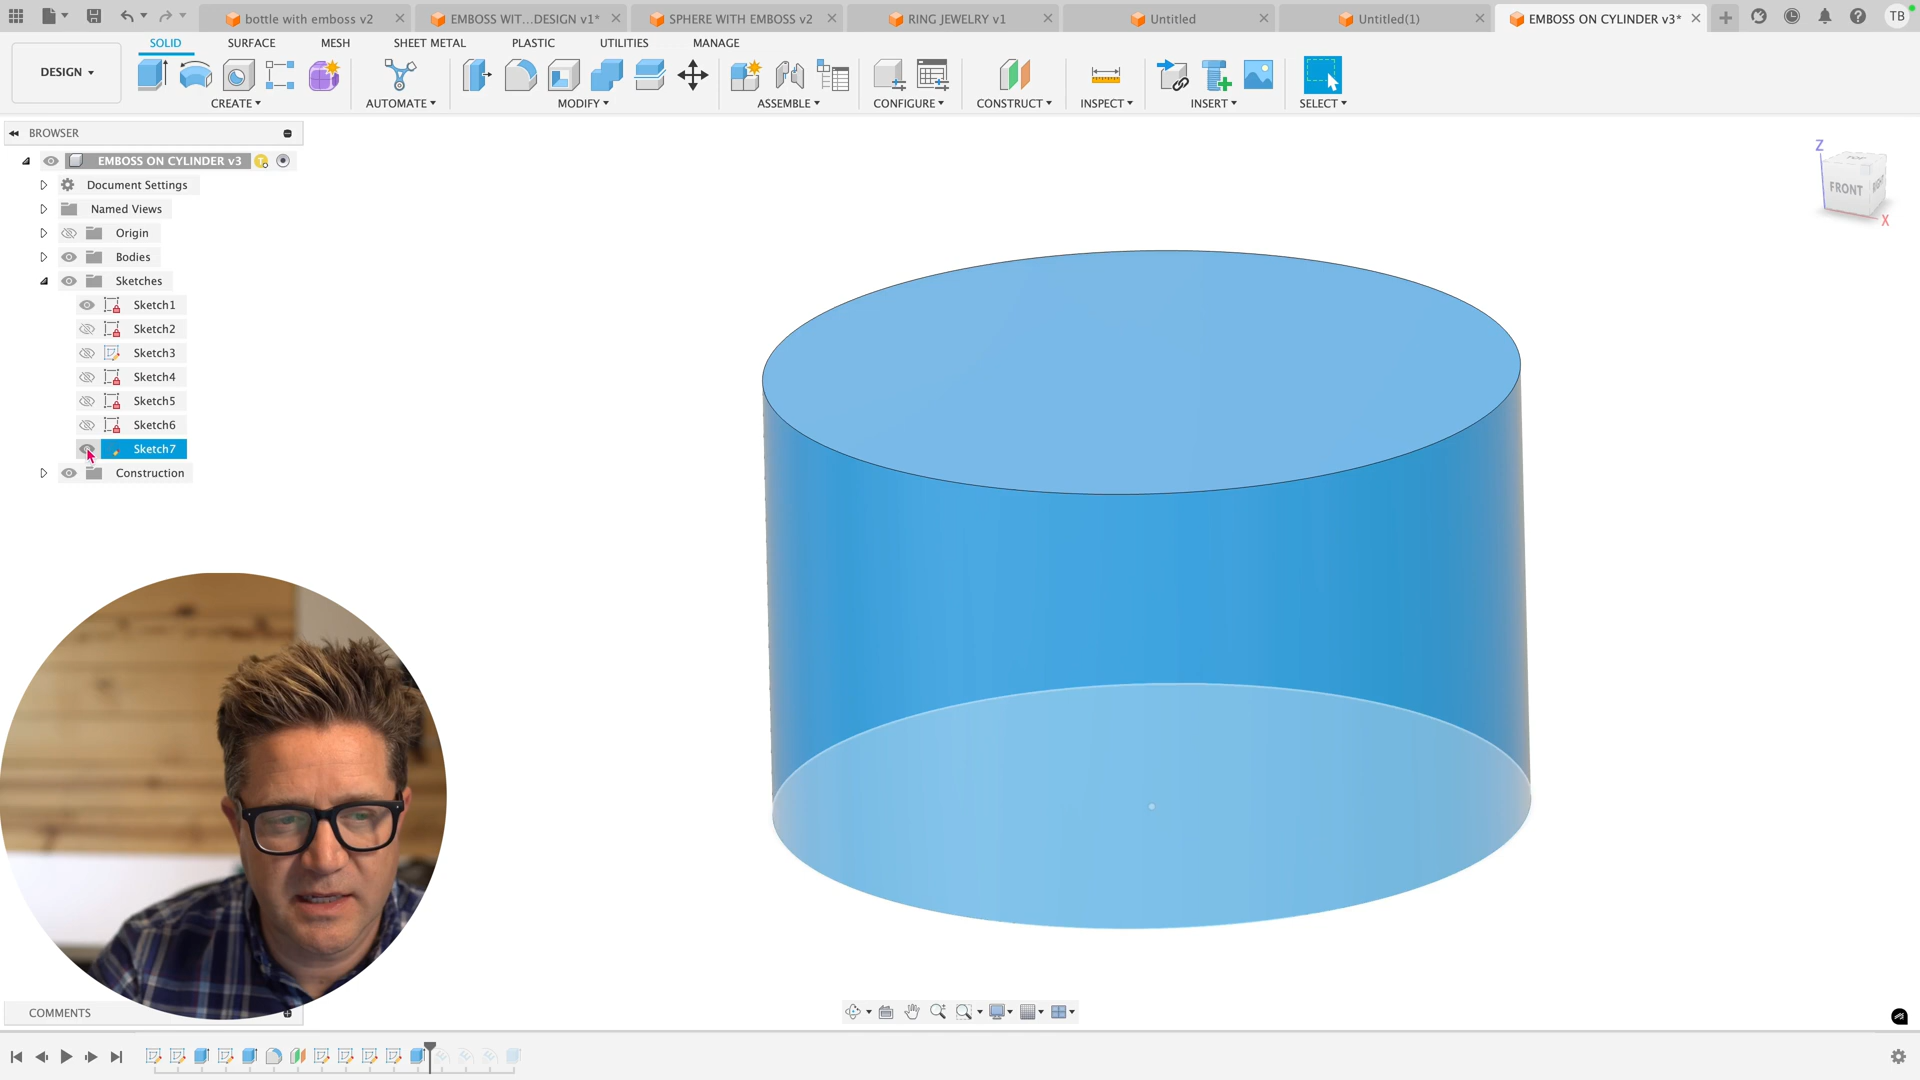 bottle with emboss v2
EMBOSS WIT...DESIGN v1*
SPHERE WITH EMBOSS v2
RING JEWELRY v1
Untitled
Untitled(1)
EMBOSS ON CYLINDER v3*
TB
SOLID
SURFACE
MESH
SHEET METAL
PLASTIC
UTILITIES
MANAGE
DESIGN
CREATE
AUTOMATE
MODIFY
ASSEMBLE
CONFIGURE
CONSTRUCT
INSPECT
INSERT
SELECT
BROWSER
EMBOSS ON CYLINDER v3
Document Settings
Named Views
Origin
Bodies
Sketches
Sketch1
Sketch2
Sketch3
Sketch4
Sketch5
Sketch6
Sketch7
Construction
Z
TOP
FRONT
RIGHT
X
COMMENTS